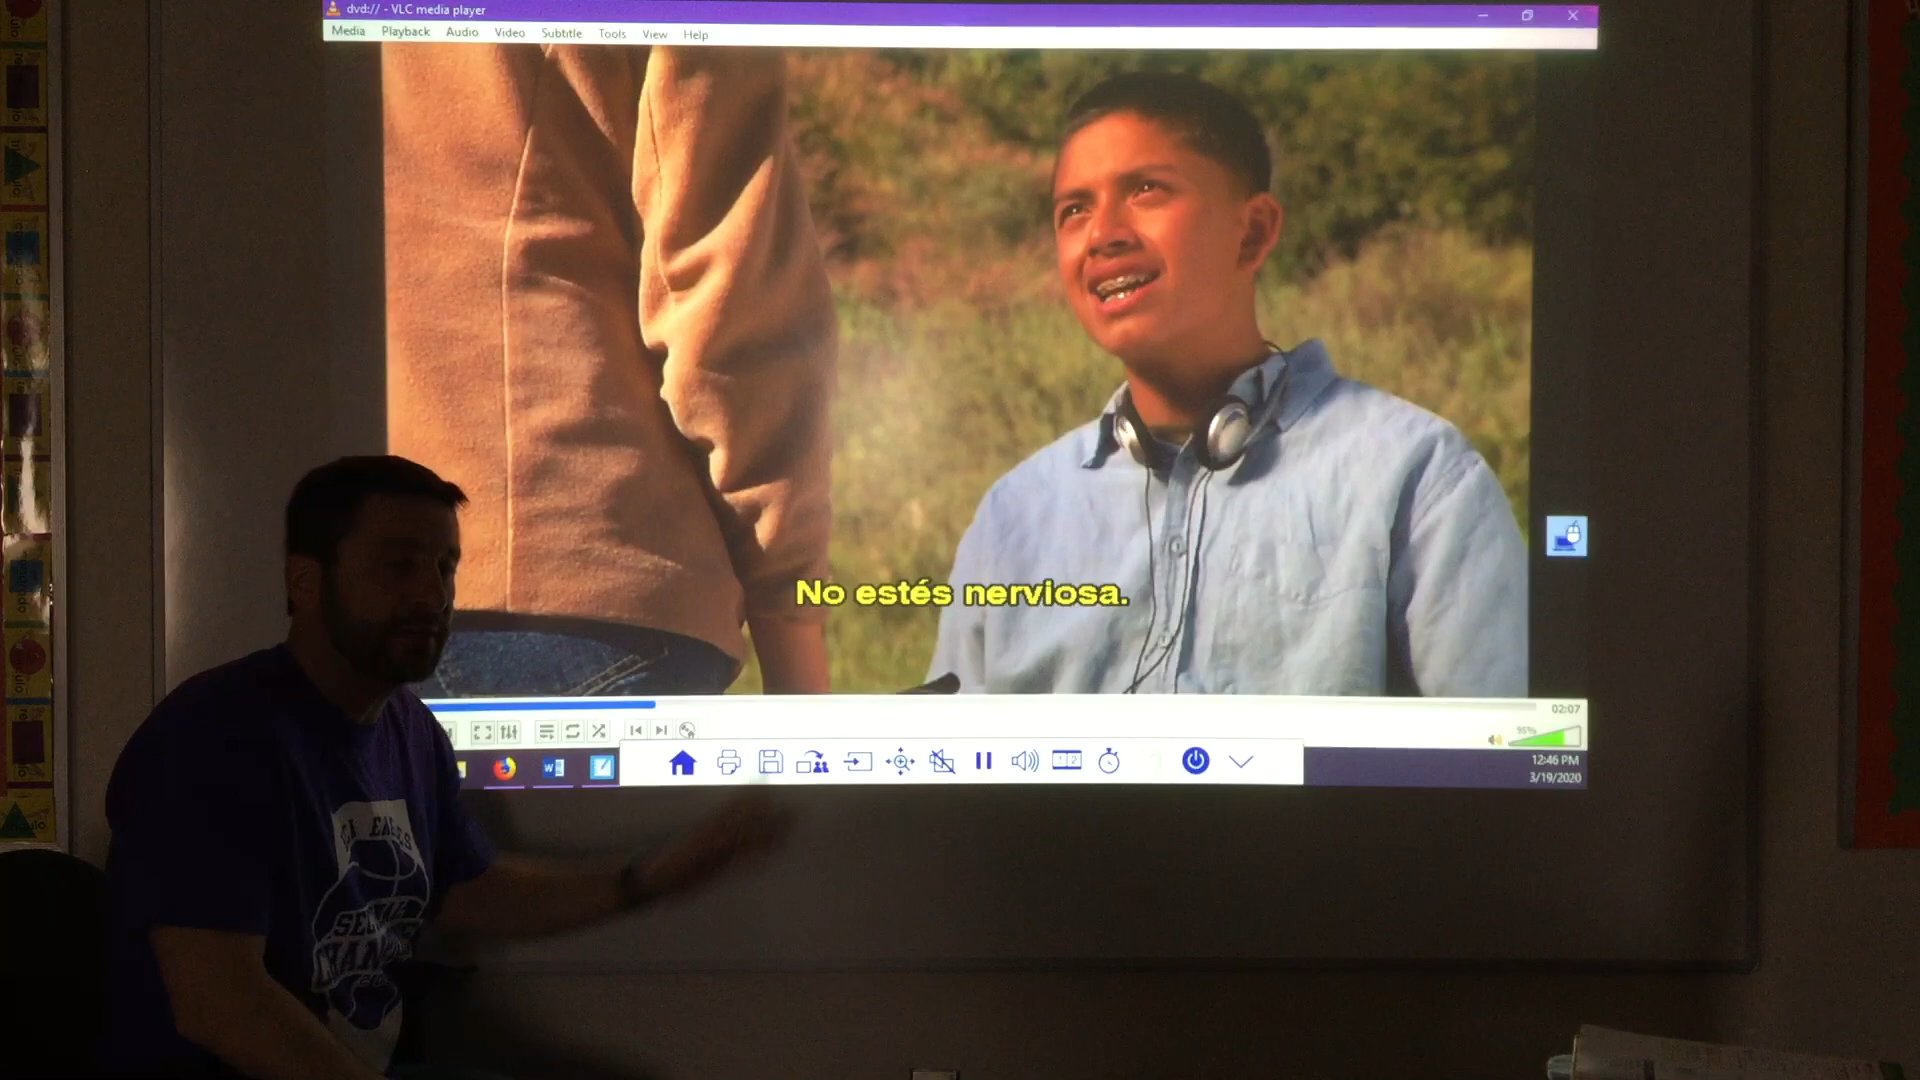 dvd:// - VLC media player
Media Playback Audio Video Subtitle Tools View Help
No estés nerviosa.
02:07
95%
12:46 PM
3/19/2020